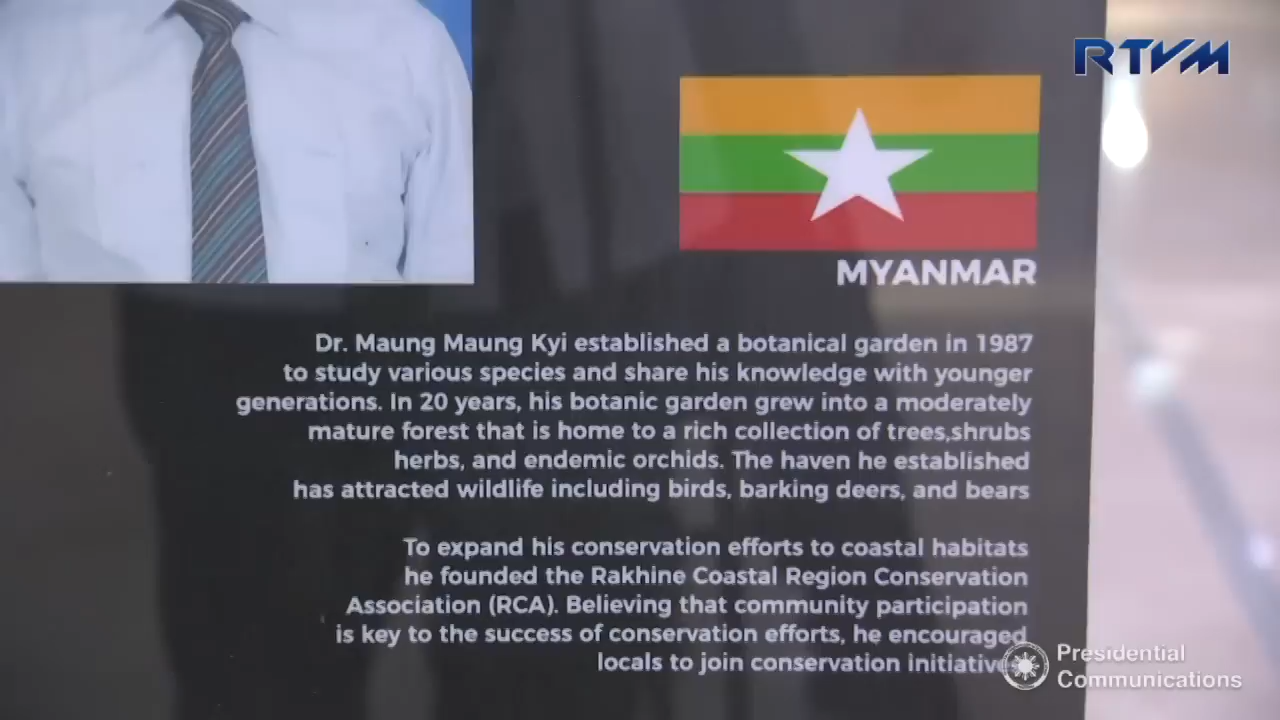 RTVM
MYANMAR
Dr. Maung Maung Kyi established a botanical garden in 1987
to study various species and share his knowledge with younger
generations. In 20 years, his botanic garden grew into a moderately
mature forest that is home to a rich collection of trees,shrubs
herbs, and endemic orchids. The haven he established
has attracted wildlife including birds, barking deers, and bears
To expand his conservation efforts to coastal habitats
he founded the Rakhine Coastal Region Conservation
Association (RCA). Believing that community participation
is key to the success of conservation efforts, he encouraged
locals to join conservation initiative
Presidential
Communications